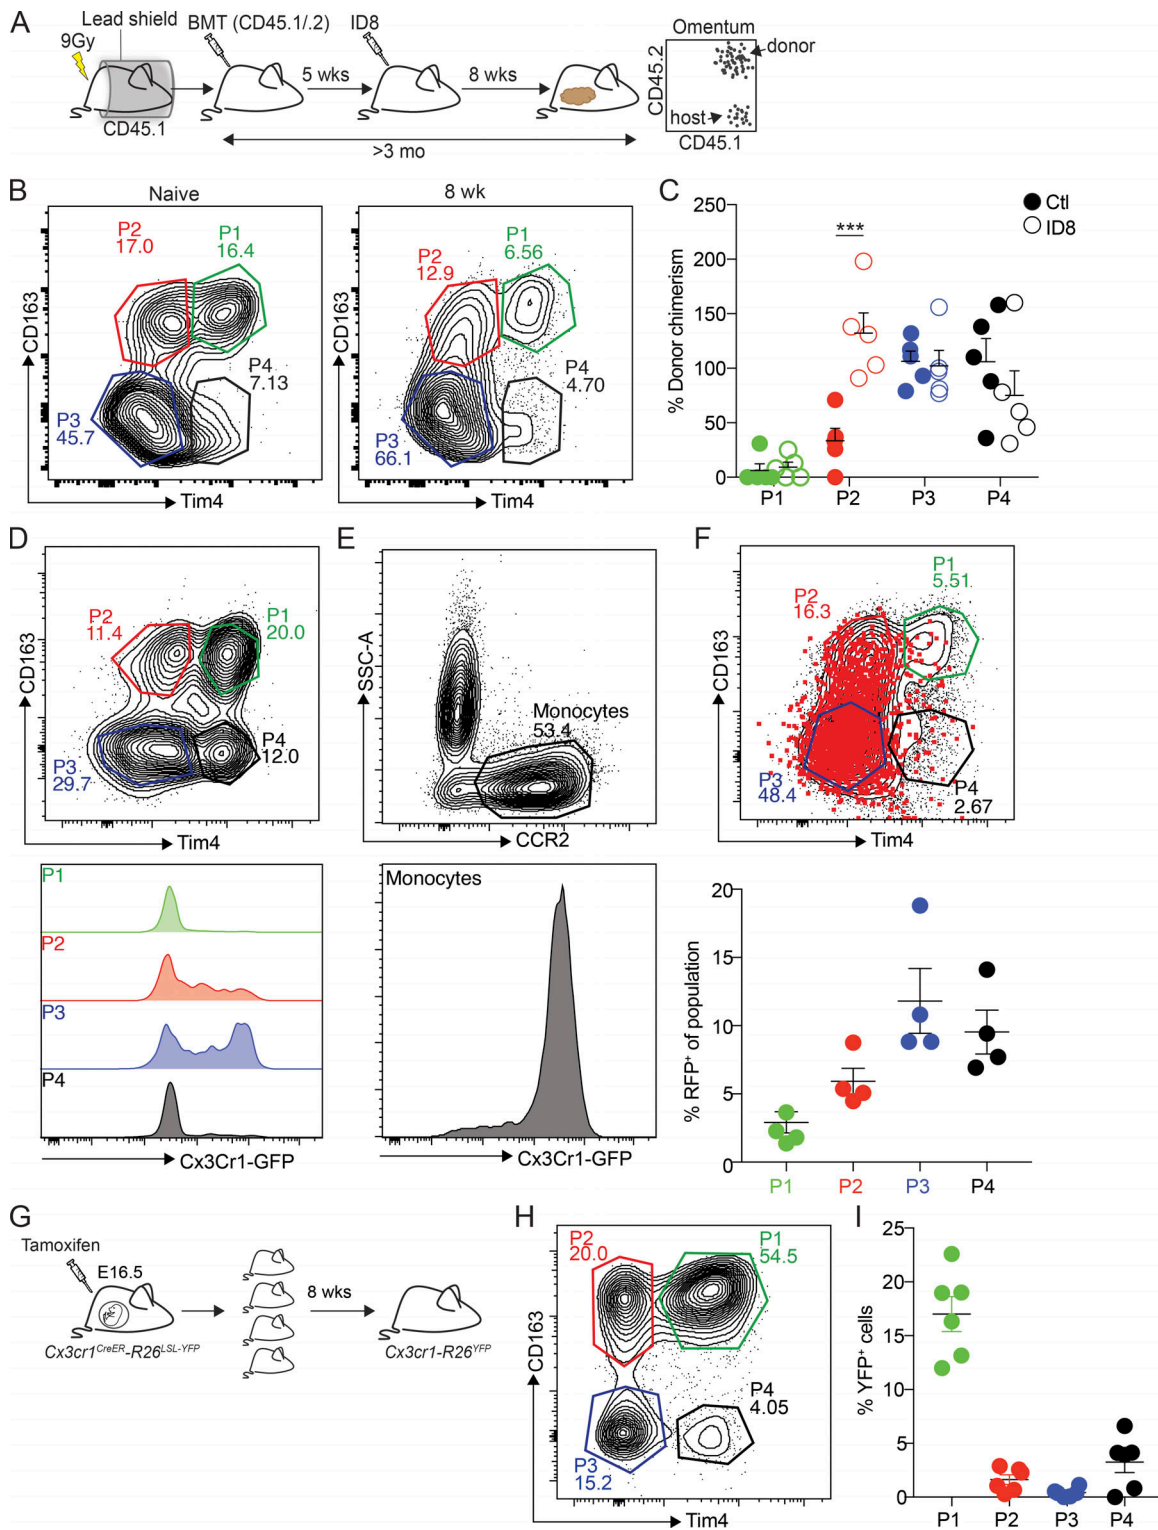 A
Lead shield
9Gy
BMT (CD45.1/.2)
ID8
5 wks
8 wks
CD45.1
>3 mo
Omentum
donor
host
CD45.2
CD45.1
B
Naive
P2
17.0
P1
16.4
P4
7.13
P3
45.7
CD163
Tim4
8 wk
P2
12.9
P1
6.56
P4
4.70
P3
66.1
CD163
Tim4
C
% Donor chimerism
250
200
150
100
50
0
***
Ctl
ID8
P1
P2
P3
P4
D
P2
11.4
P1
20.0
P4
12.0
P3
29.7
CD163
Tim4
P1
P2
P3
P4
Cx3Cr1-GFP
E
SSC-A
Monocytes
53.4
CCR2
Monocytes
Cx3Cr1-GFP
F
P2
16.3
P1
5.51
P3
48.4
P4
2.67
CD163
Tim4
% RFP+ of population
20
15
10
5
0
P1
P2
P3
P4
G
Tamoxifen
E16.5
8 wks
Cx3cr1CreER-R26LSL-YFP
Cx3cr1-R26YFP
H
P2
20.0
P1
54.5
P4
4.05
P3
15.2
CD163
Tim4
I
% YFP+ cells
25
20
15
10
5
0
P1
P2
P3
P4